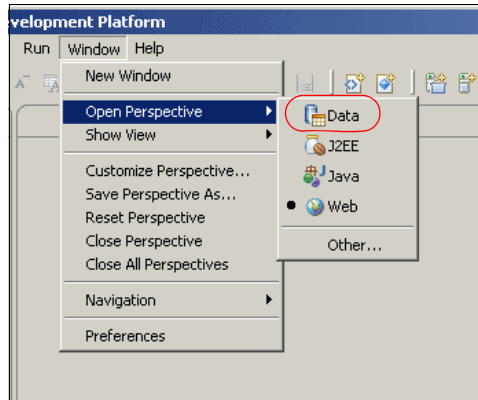 velopment Platform
Run Window Help
New Window
Open Perspective
Show View
Customize Perspective...
Save Perspective As...
Reset Perspective
Close Perspective
Close All Perspectives
Navigation
Preferences
Data
J2EE
Java
Web
Other...